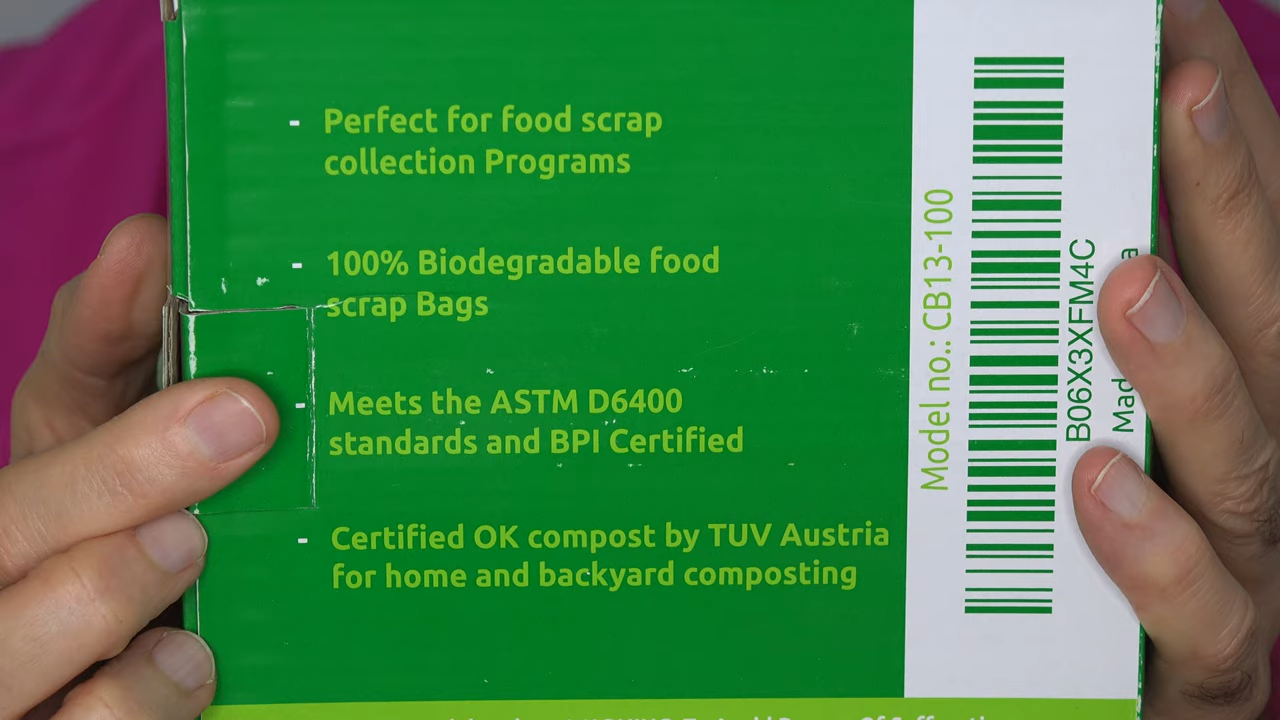 - Perfect for food scrap
collection Programs
- 100% Biodegradable food
scrap Bags
- Meets the ASTM D6400
standards and BPI Certified
- Certified OK compost by TUV Austria
for home and backyard composting
Model no.: CB13-100
B06X3XFM4C